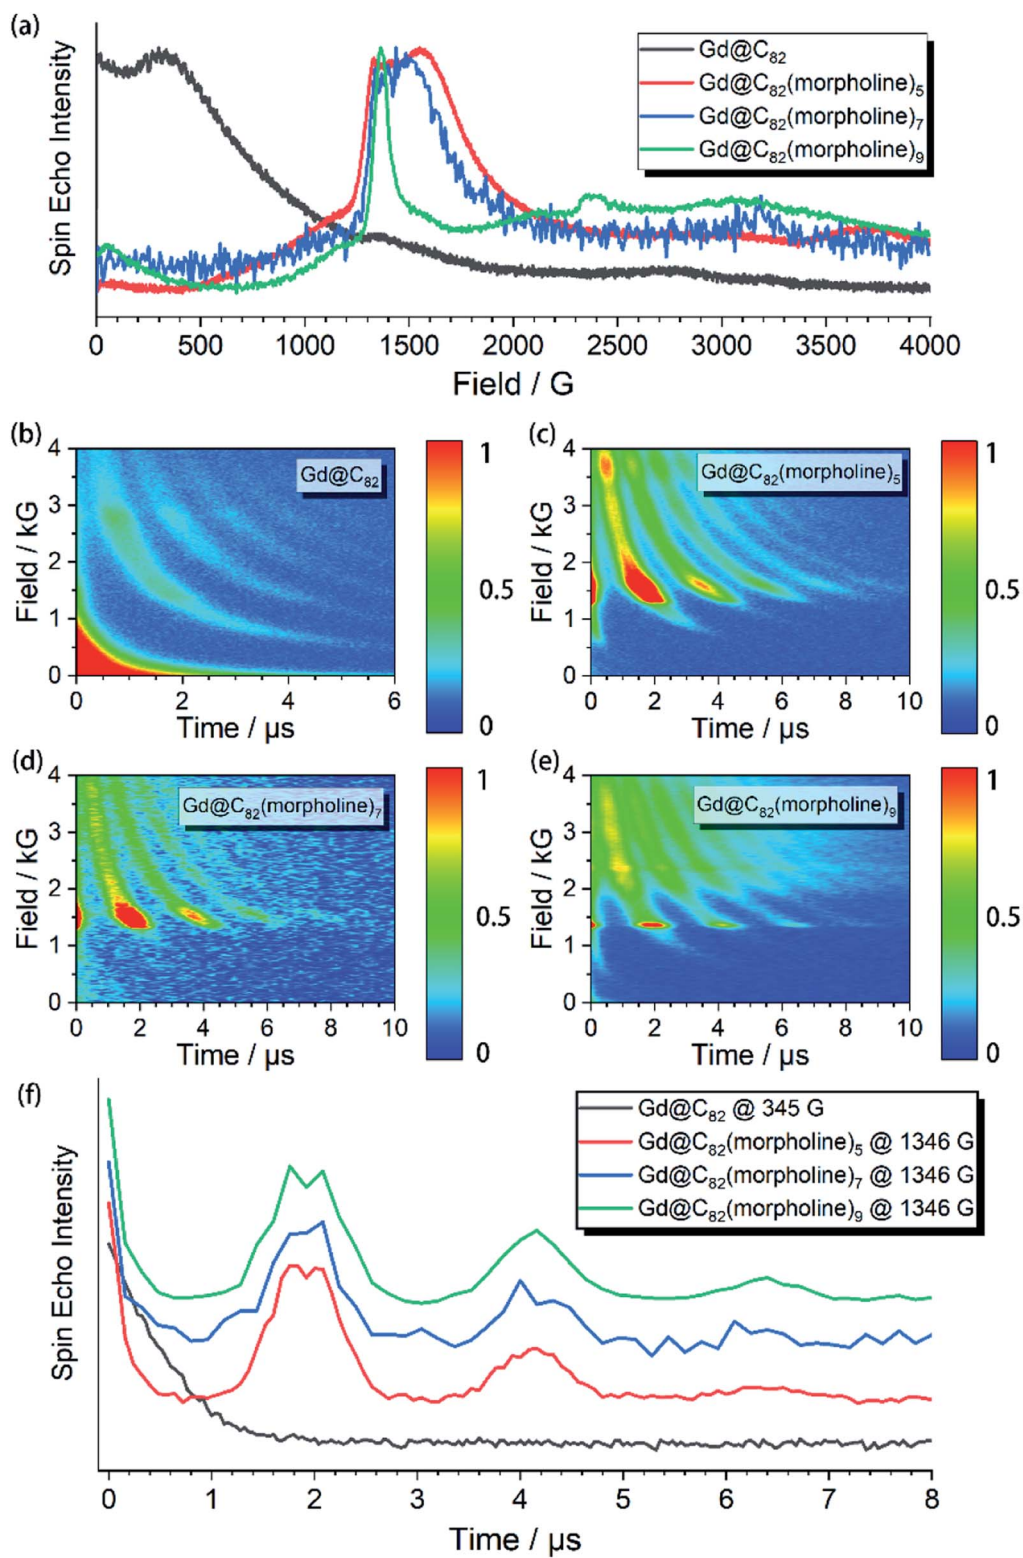 (a)
Spin Echo Intensity
Gd@C₈₂
Gd@C₈₂(morpholine)₅
Gd@C₈₂(morpholine)₇
Gd@C₈₂(morpholine)₉
0 500 1000 1500 2000 2500 3000 3500 4000
Field / G
(b)
Field / kG
4
3
2
1
0
Gd@C₈₂
0 2 4 6
Time / µs
1
0.5
0
(c)
Field / kG
4
3
2
1
0
Gd@C₈₂(morpholine)₅
0 2 4 6 8 10
Time / µs
1
0.5
0
(d)
Field / kG
4
3
2
1
0
Gd@C₈₂(morpholine)₇
0 2 4 6 8 10
Time / µs
1
0.5
0
(e)
Field / kG
4
3
2
1
0
Gd@C₈₂(morpholine)₉
0 2 4 6 8 10
Time / µs
1
0.5
0
(f)
Spin Echo Intensity
Gd@C₈₂ @ 345 G
Gd@C₈₂(morpholine)₅ @ 1346 G
Gd@C₈₂(morpholine)₇ @ 1346 G
Gd@C₈₂(morpholine)₉ @ 1346 G
0 1 2 3 4 5 6 7 8
Time / µs